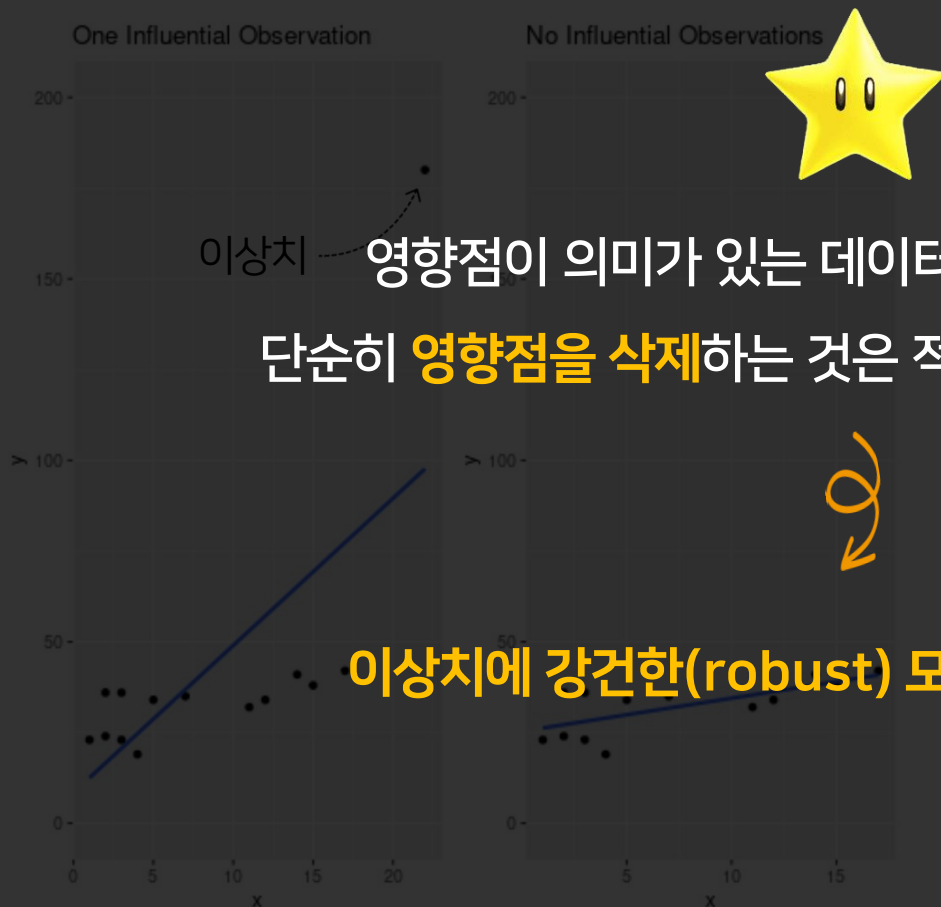 One Influential Observation
No Influential Observations
200
200
이상치
영향점이 의미가 있는 데이터
150
단순히 영향점을 삭제하는 것은
y
100
y
100
50
50
이상치에 강건한(robust)
0
0
0 5 10 15 20
5 10 15
x
x